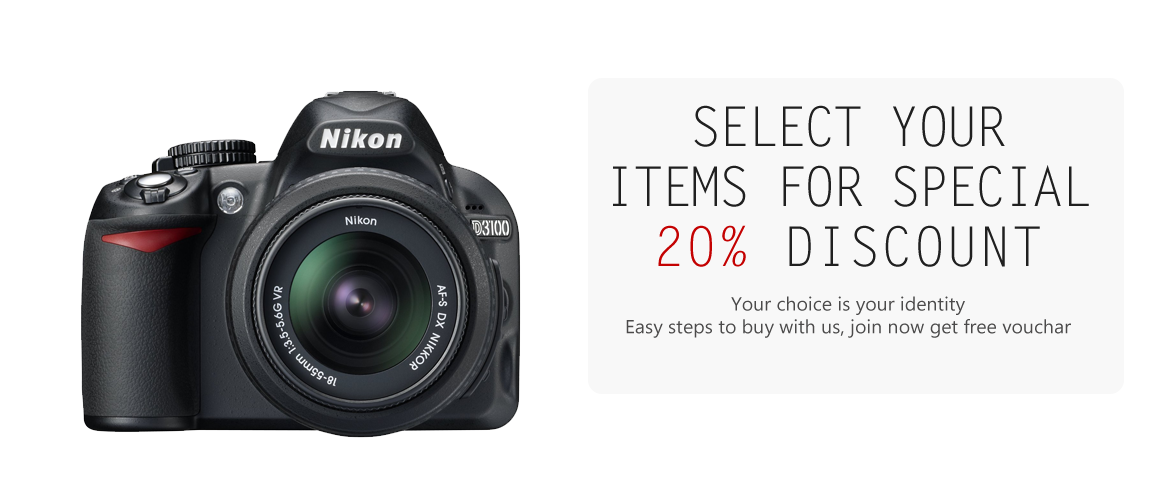 Nikon
D3100
Nikon
AF-S DX NIKKOR
18-55mm 1:3.5-5.6G VR
SELECT YOUR
ITEMS FOR SPECIAL
20% DISCOUNT
Your choice is your identity
Easy steps to buy with us, join now get free vouchar